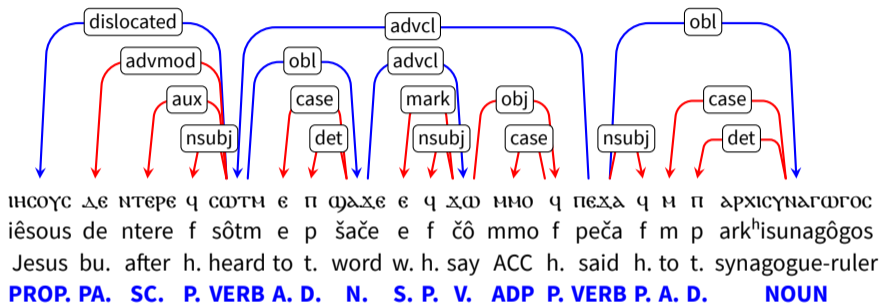 dislocated advcl obl
advmod obl advcl
aux case mark obj case
nsubj det nsubj case nsubj det
ⲓⲏⲥⲟⲩⲥ ⲇⲉ ⲛⲧⲉⲣⲉ ϥ ⲥⲱⲧⲙ ⲉ ⲡ ϣⲁϫⲉ ⲉ ϥ ϫⲱ ⲙⲙⲟ ϥ ⲡⲉϫⲁ ϥ ⲙ ⲡ ⲁⲣⲭⲓⲥⲩⲛⲁⲅⲱⲅⲟⲥ
iêsous de ntere f sôtm e p šače e f čô mmo f peča f m p arkʰisunagôgos
Jesus bu. after h. heard to t. word w. h. say ACC h. said h. to t. synagogue-ruler
PROP. PA. SC. P. VERB A. D. N. S. P. V. ADP P. VERB P. A. D. NOUN